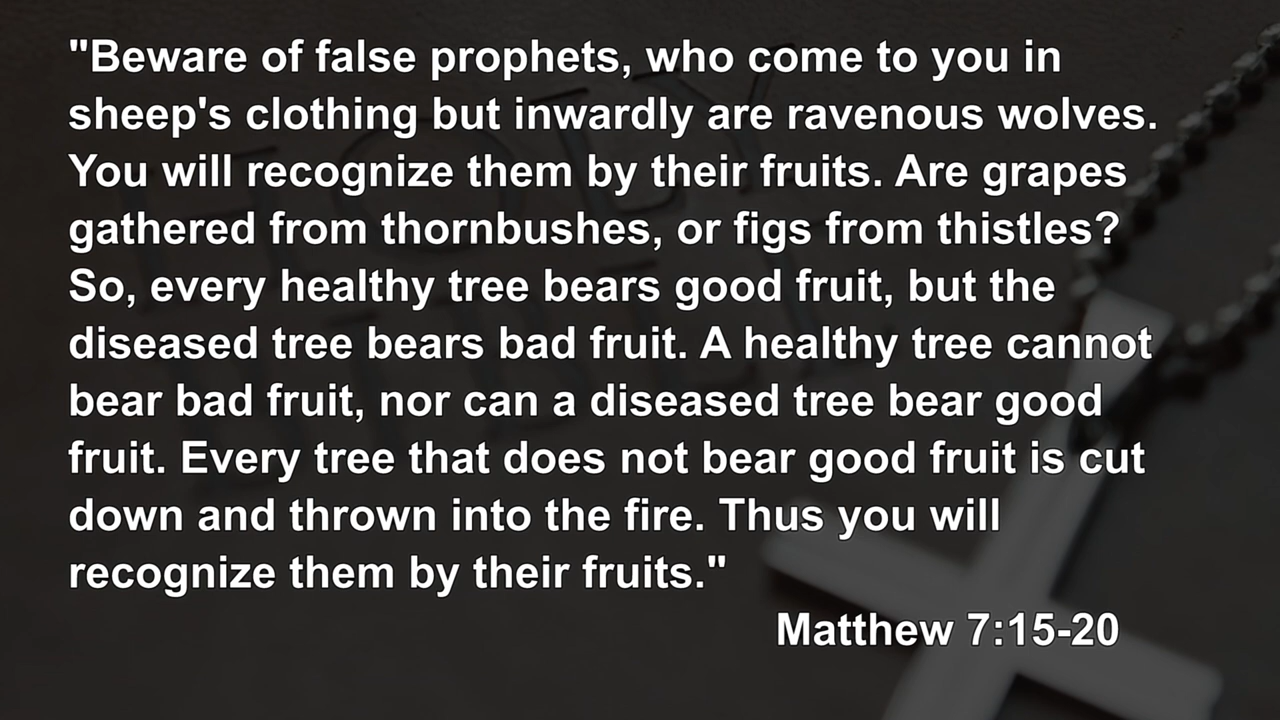 "Beware of false prophets, who come to you in
sheep's clothing but inwardly are ravenous wolves.
You will recognize them by their fruits. Are grapes
gathered from thornbushes, or figs from thistles?
So, every healthy tree bears good fruit, but the
diseased tree bears bad fruit. A healthy tree cannot
bear bad fruit, nor can a diseased tree bear good
fruit. Every tree that does not bear good fruit is cut
down and thrown into the fire. Thus you will
recognize them by their fruits."
Matthew 7:15-20
HOLY
BIBLE